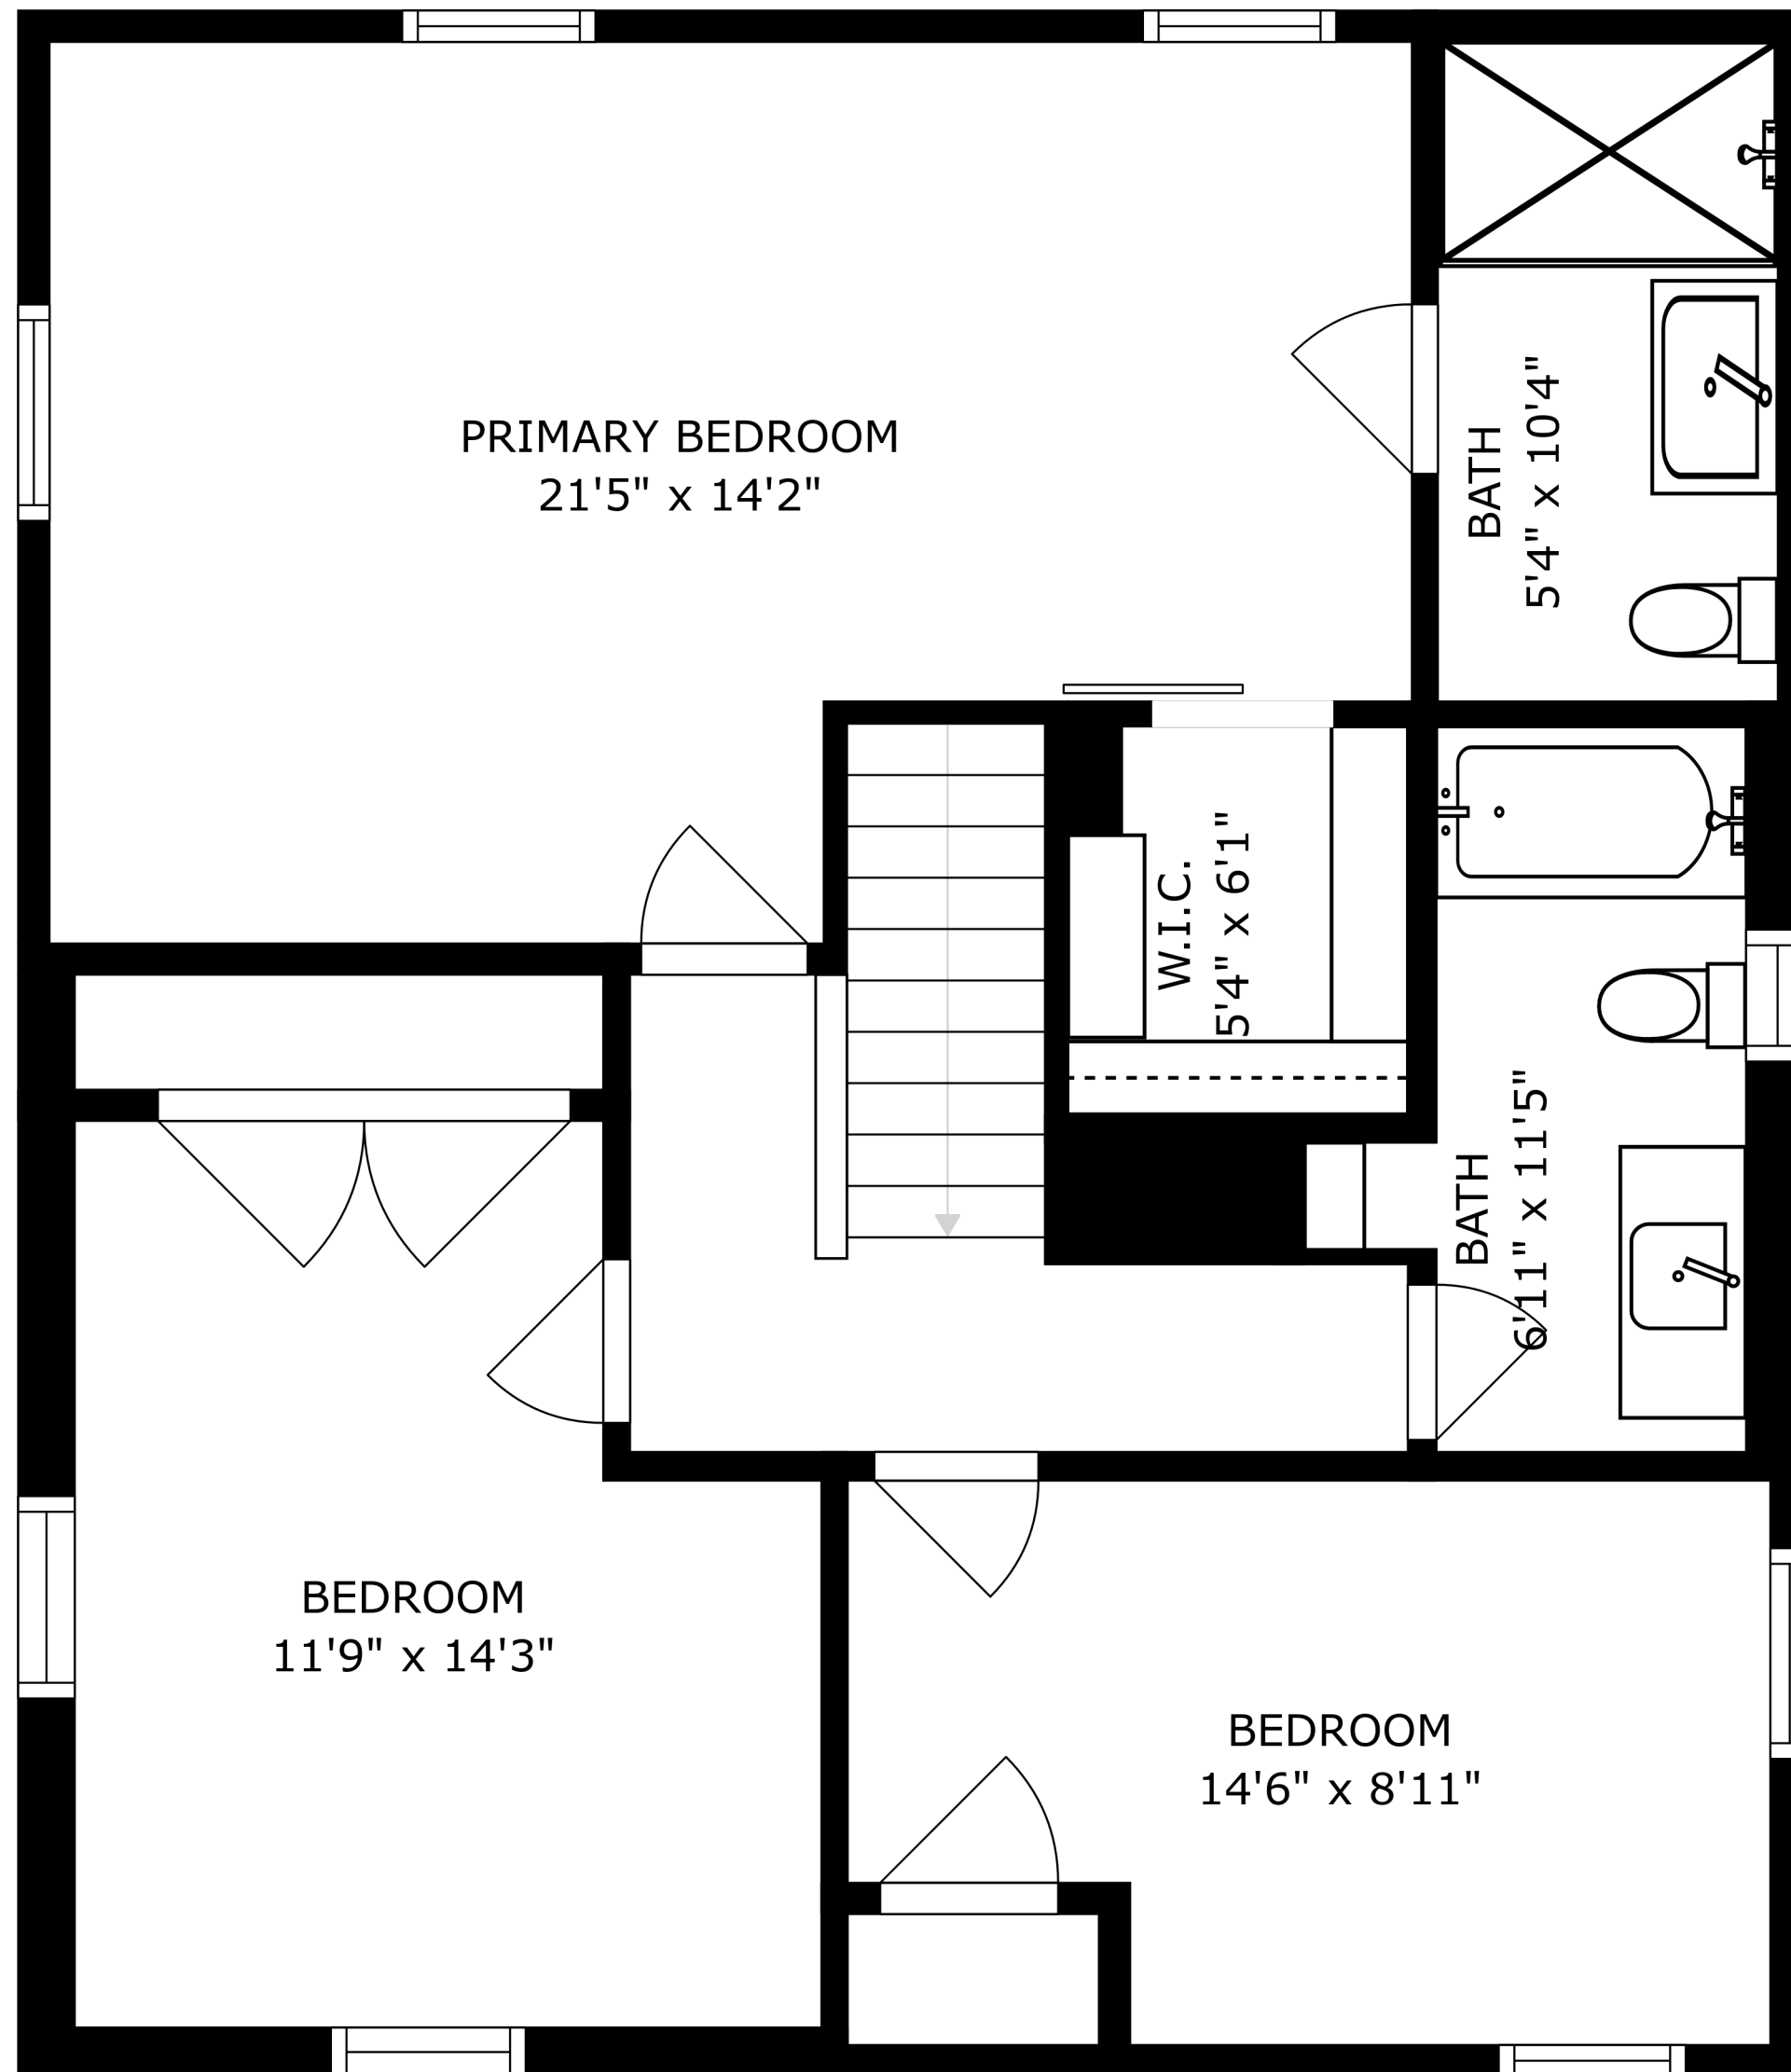 PRIMARY BEDROOM
21'5" x 14'2"
BATH
5'4" x 10'4"
W.I.C.
5'4" x 6'1"
BATH
6'11" x 11'5"
BEDROOM
11'9" x 14'3"
BEDROOM
14'6" x 8'11"